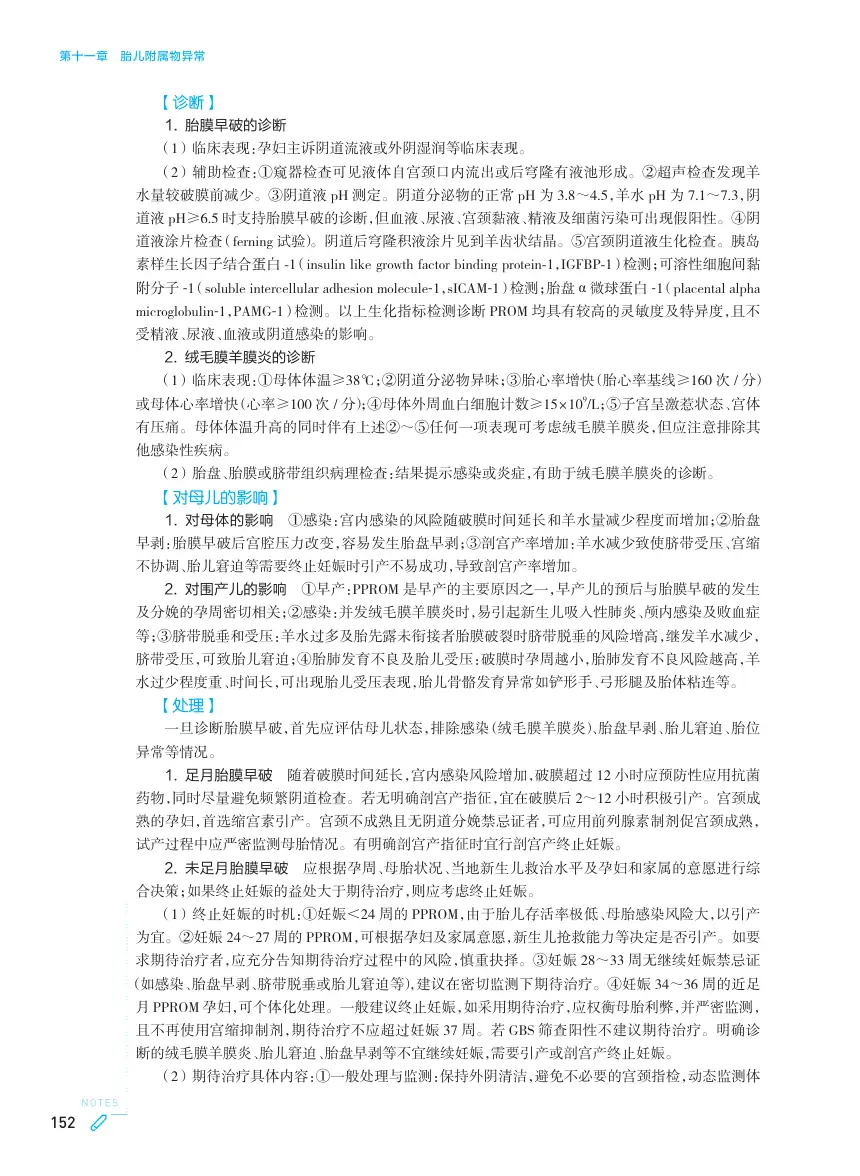 第十一章 胎儿附属物异常
【诊断】
1. 胎膜早破的诊断
（1）临床表现：孕妇主诉阴道流液或外阴湿润等临床表现。
（2）辅助检查：①窥器检查可见液体自宫颈口内流出或后穹隆有液池形成。②超声检查发现羊
水量较破膜前减少。③阴道液 pH 测定。阴道分泌物的正常 pH 为 3.8～4.5，羊水 pH 为 7.1～7.3，阴
道液 pH≥6.5 时支持胎膜早破的诊断，但血液、尿液、宫颈黏液、精液及细菌污染可出现假阳性。④阴
道液涂片检查（ferning 试验）。阴道后穹隆积液涂片见到羊齿状结晶。⑤宫颈阴道液生化检查。胰岛
素样生长因子结合蛋白 -1（insulin like growth factor binding protein-1，IGFBP-1）检测；可溶性细胞间黏
附分子 -1（soluble intercellular adhesion molecule-1，sICAM-1）检测；胎盘 α 微球蛋白 -1（placental alpha
microglobulin-1，PAMG-1）检测。以上生化指标检测诊断 PROM 均具有较高的灵敏度及特异度，且不
受精液、尿液、血液或阴道感染的影响。
2. 绒毛膜羊膜炎的诊断
（1）临床表现：①母体体温≥38℃；②阴道分泌物异味；③胎心率增快（胎心率基线≥160 次 / 分）
或母体心率增快（心率≥100 次 / 分）；④母体外周血白细胞计数≥15×10⁹/L；⑤子宫呈激惹状态、宫体
有压痛。母体体温升高的同时伴有上述②～⑤任何一项表现可考虑绒毛膜羊膜炎，但应注意排除其
他感染性疾病。
（2）胎盘、胎膜或脐带组织病理检查：结果提示感染或炎症，有助于绒毛膜羊膜炎的诊断。
【对母儿的影响】
1. 对母体的影响 ①感染：宫内感染的风险随破膜时间延长和羊水量减少程度而增加；②胎盘
早剥：胎膜早破后宫腔压力改变，容易发生胎盘早剥；③剖宫产率增加：羊水减少致使脐带受压、宫缩
不协调、胎儿窘迫等需要终止妊娠时引产不易成功，导致剖宫产率增加。
2. 对围产儿的影响 ①早产：PPROM 是早产的主要原因之一，早产儿的预后与胎膜早破的发生
及分娩的孕周密切相关；②感染：并发绒毛膜羊膜炎时，易引起新生儿吸入性肺炎、颅内感染及败血症
等；③脐带脱垂和受压：羊水过多及胎先露未衔接者胎膜破裂时脐带脱垂的风险增高，继发羊水减少，
脐带受压，可致胎儿窘迫；④胎肺发育不良及胎儿受压：破膜时孕周越小，胎肺发育不良风险越高，羊
水过少程度重、时间长，可出现胎儿受压表现，胎儿骨骼发育异常如铲形手、弓形腿及胎体粘连等。
【处理】
一旦诊断胎膜早破，首先应评估母儿状态，排除感染（绒毛膜羊膜炎）、胎盘早剥、胎儿窘迫、胎位
异常等情况。
1. 足月胎膜早破 随着破膜时间延长，宫内感染风险增加，破膜超过 12 小时应预防性应用抗菌
药物，同时尽量避免频繁阴道检查。若无明确剖宫产指征，宜在破膜后 2～12 小时积极引产。宫颈成
熟的孕妇，首选缩宫素引产。宫颈不成熟且无阴道分娩禁忌证者，可应用前列腺素制剂促宫颈成熟，
试产过程中应严密监测母胎情况。有明确剖宫产指征时宜行剖宫产终止妊娠。
2. 未足月胎膜早破 应根据孕周、母胎状况、当地新生儿救治水平及孕妇和家属的意愿进行综
合决策；如果终止妊娠的益处大于期待治疗，则应考虑终止妊娠。
（1）终止妊娠的时机：①妊娠＜24 周的 PPROM，由于胎儿存活率极低、母胎感染风险大，以引产
为宜。②妊娠 24～27 周的 PPROM，可根据孕妇及家属意愿，新生儿抢救能力等决定是否引产。如要
求期待治疗者，应充分告知期待治疗过程中的风险，慎重抉择。③妊娠 28～33 周无继续妊娠禁忌证
（如感染、胎盘早剥、脐带脱垂或胎儿窘迫等），建议在密切监测下期待治疗。④妊娠 34～36 周的近足
月 PPROM 孕妇，可个体化处理。一般建议终止妊娠，如采用期待治疗，应权衡母胎利弊，并严密监测，
且不再使用宫缩抑制剂，期待治疗不应超过妊娠 37 周。若 GBS 筛查阳性不建议期待治疗。明确诊
断的绒毛膜羊膜炎、胎儿窘迫、胎盘早剥等不宜继续妊娠，需要引产或剖宫产终止妊娠。
（2）期待治疗具体内容：①一般处理与监测：保持外阴清洁，避免不必要的宫颈指检，动态监测体
NOTES
152